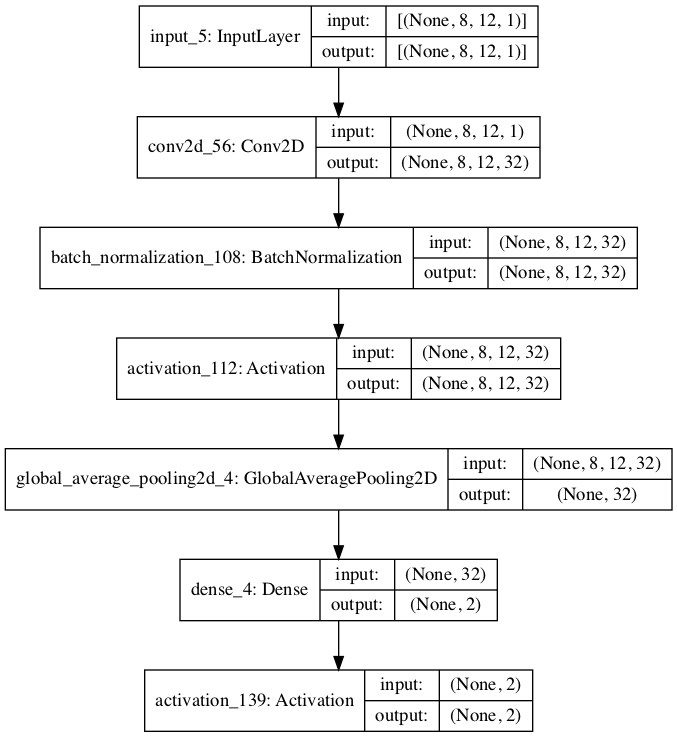 input_5: InputLayer
input:
[(None, 8, 12, 1)]
output:
[(None, 8, 12, 1)]
conv2d_56: Conv2D
input:
(None, 8, 12, 1)
output:
(None, 8, 12, 32)
batch_normalization_108: BatchNormalization
input:
(None, 8, 12, 32)
output:
(None, 8, 12, 32)
activation_112: Activation
input:
(None, 8, 12, 32)
output:
(None, 8, 12, 32)
global_average_pooling2d_4: GlobalAveragePooling2D
input:
(None, 8, 12, 32)
output:
(None, 32)
dense_4: Dense
input:
(None, 32)
output:
(None, 2)
activation_139: Activation
input:
(None, 2)
output:
(None, 2)